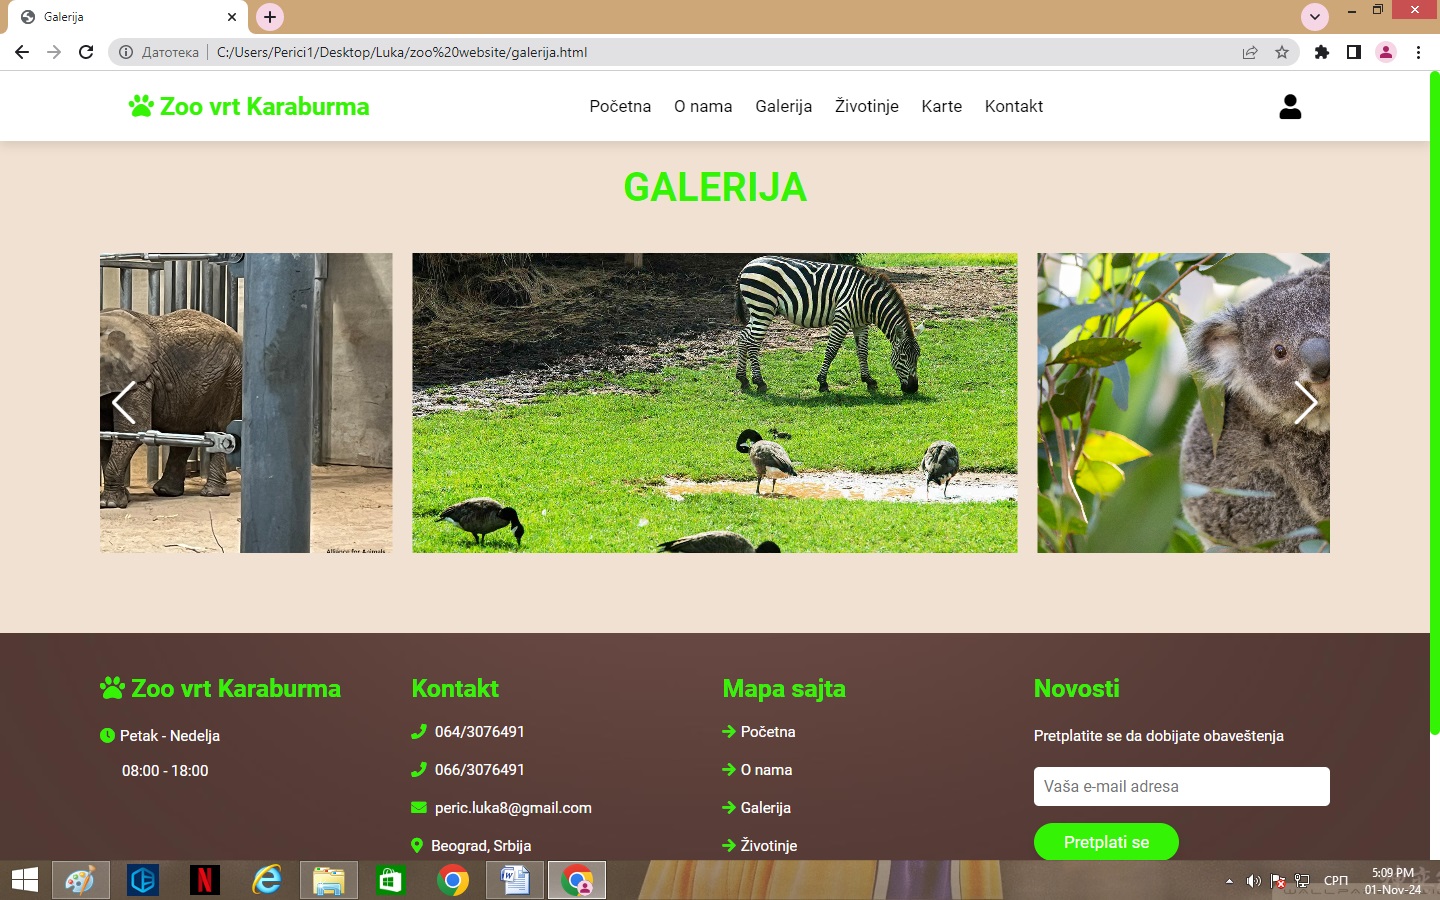 Galerija
Датотека
C:/Users/Perici1/Desktop/Luka/zoo%20website/galerija.html
Zoo vrt Karaburma
Početna O nama Galerija Životinje Karte Kontakt
GALERIJA
Alliance for Animals
Zoo vrt Karaburma
Petak - Nedelja
08:00 - 18:00
Kontakt
064/3076491
066/3076491
peric.luka8@gmail.com
Beograd, Srbija
Mapa sajta
Početna
O nama
Galerija
Životinje
Novosti
Pretplatite se da dobijate obaveštenja
Vaša e-mail adresa
Pretplati se
СРП
5:09 PM
01-Nov-24